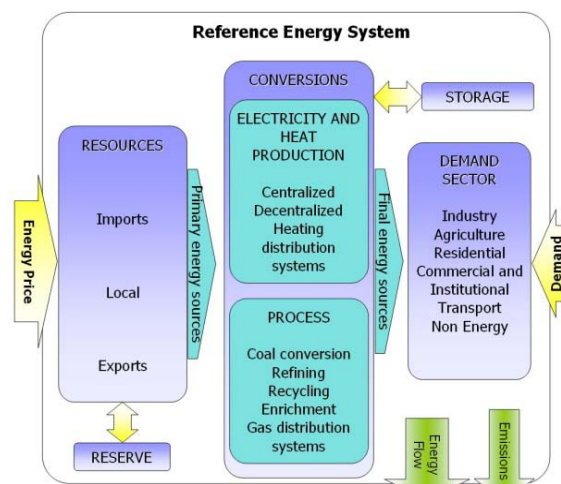 Reference Energy System
Energy Price
RESOURCES
Imports
Local
Exports
RESERVE
Primary energy sources
CONVERSIONS
ELECTRICITY AND
HEAT
PRODUCTION
Centralized
Decentralized
Heating
distribution
systems
PROCESS
Coal conversion
Refining
Recycling
Enrichment
Gas distribution
systems
STORAGE
Final energy sources
DEMAND
SECTOR
Industry
Agriculture
Residential
Commercial and
Institutional
Transport
Non Energy
Demand
Energy
Flow
Emissions